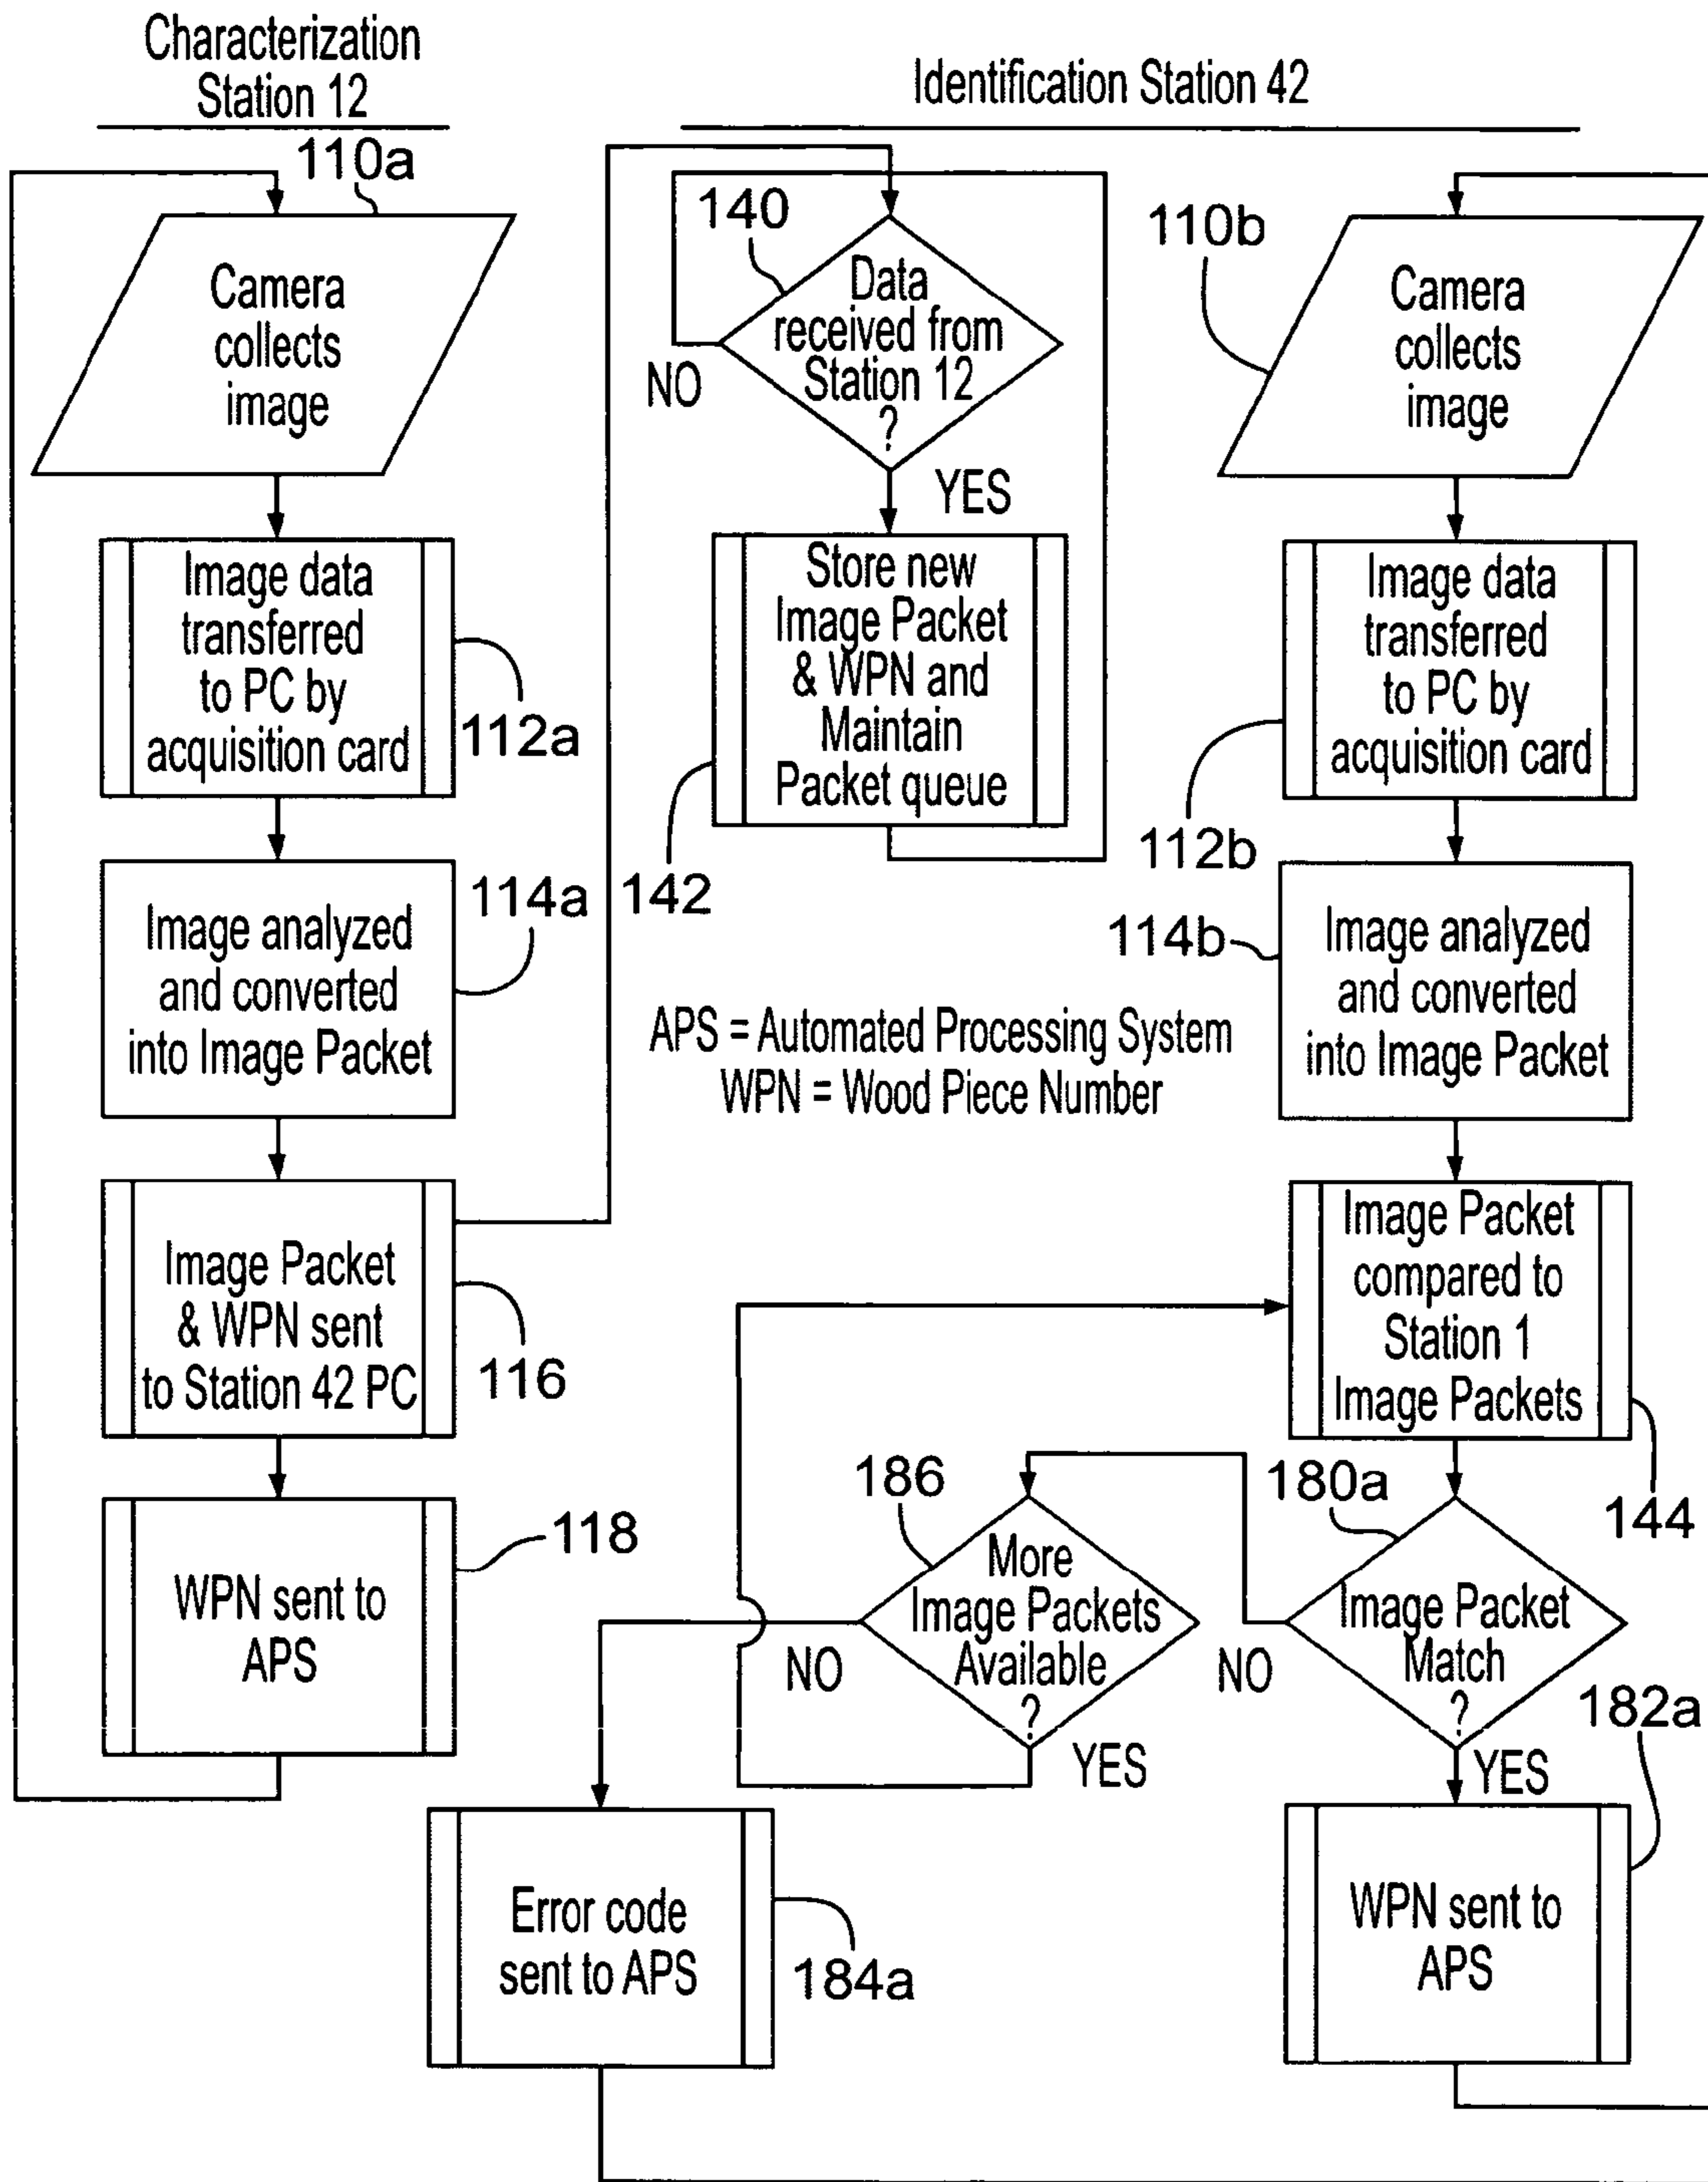 Characterization
Station 12
110a
Camera
collects
image
Image data
transferred
to PC by
acquisition card
112a
Image analyzed
and converted
into Image Packet
114a
Image Packet
& WPN sent
to Station 42 PC
116
WPN sent to
APS
118
Identification Station 42
140
Data
received from
Station 12
?
NO
YES
Store new
Image Packet
& WPN and
Maintain
Packet queue
142
APS = Automated Processing System
WPN = Wood Piece Number
110b
Camera
collects
image
Image data
transferred
to PC by
acquisition card
112b
114b
Image analyzed
and converted
into Image Packet
Image Packet
compared to
Station 1
Image Packets
144
180a
Image Packet
Match
?
NO
YES
186
More
Image Packets
Available
?
NO
YES
182a
WPN sent to
APS
Error code
sent to APS
184a